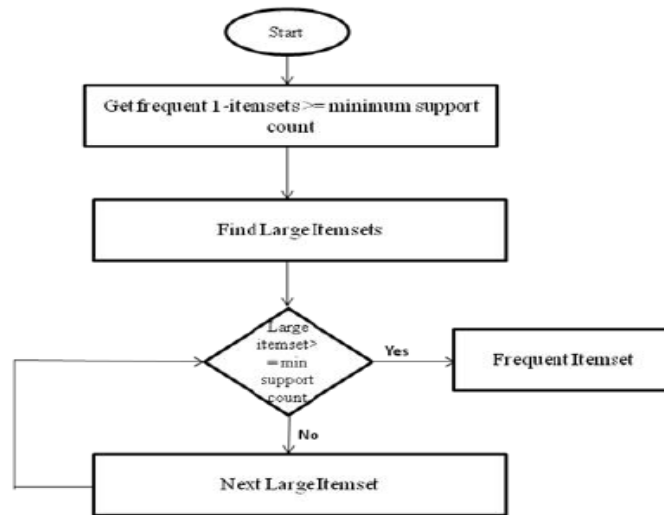 Start
Get frequent 1-itemsets >= minimum support
count
Find Large Itemsets
Large
itemset>
=min
support
count
Yes
Frequent Itemset
No
Next Large Itemset